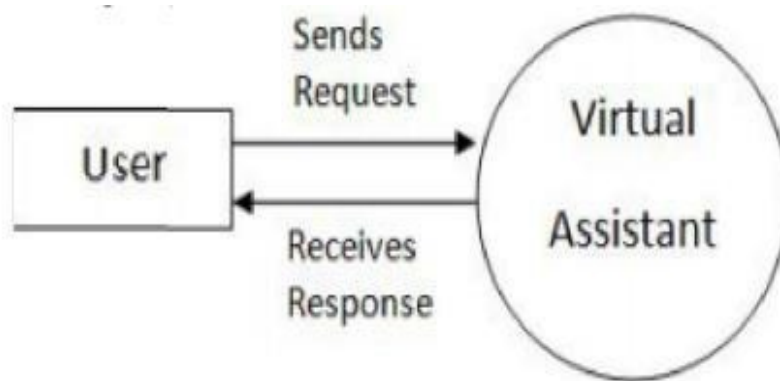 Sends
Request
User
Virtual
Assistant
Receives
Response